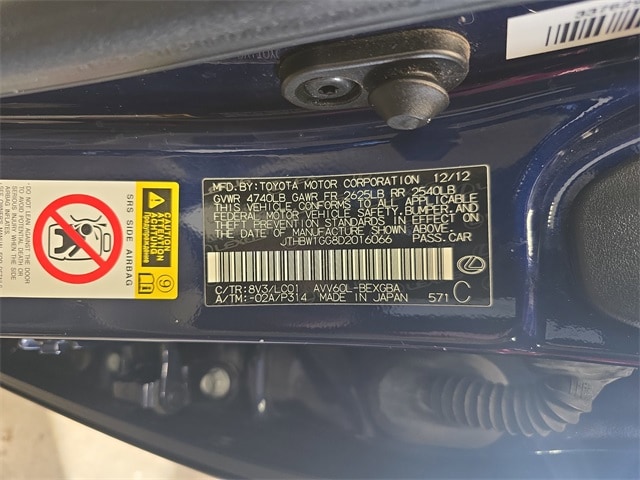 MFD.BY:TOYOTA MOTOR CORPORATION 12/12
GVWR 4740LB GAWR FR 2625LB RR 2540LB
THIS VEHICLE CONFORMS TO ALL APPLICABLE
FEDERAL MOTOR VEHICLE SAFETY,BUMPER,AND
THEFT PREVENTION STANDARDS IN EFFECT
ON THE DATE OF MANUFACTURE SHOWN ABOVE.
JTHBW1GG8D2016066 PASS.CAR
C/TR:8V3/LC01 AVV60L-BEXGBA
A/TM:-02A/P314 MADE IN JAPAN 571 C
CAUTION
ACHTUNG
SRS SIDE AIRBAG
9